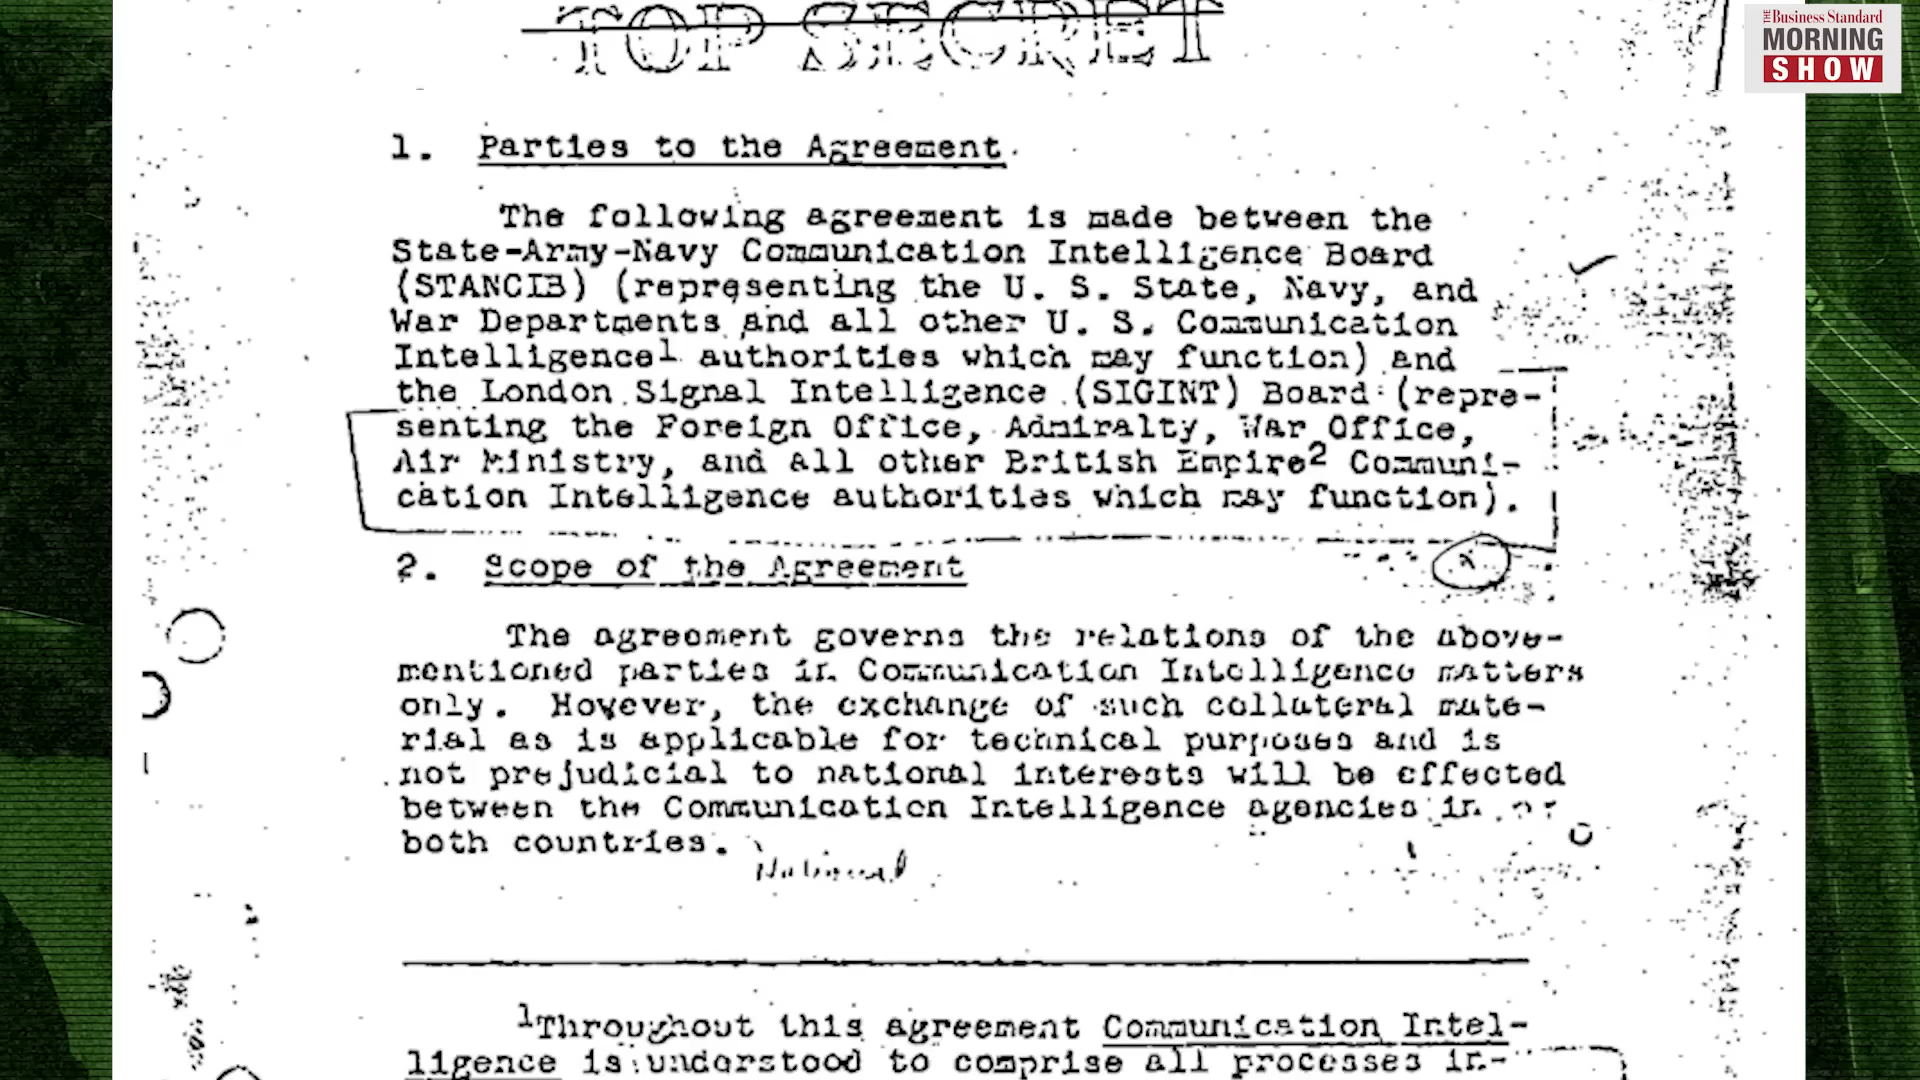 TOP SECRET
THE Business Standard
MORNING
SHOW
1. Parties to the Agreement.
The following agreement is made between the
State-Army-Navy Communication Intelligence Board
(STANCIB) (representing the U. S. State, Navy, and
War Departments and all other U. S. Communication
Intelligence1 authorities which may function) and
the London Signal Intelligence (SIGINT) Board (repre-
senting the Foreign Office, Admiralty, War Office,
Air Ministry, and all other British Empire2 Communi-
cation Intelligence authorities which may function).
2. Scope of the Agreement
The agreement governs the relations of the above-
mentioned parties in Communication Intelligence matters
only. However, the exchange of such collateral mate-
rial as is applicable for technical purposes and is
not prejudicial to national interests will be effected
between the Communication Intelligence agencies in
both countries.
National
1Throughout this agreement Communication Intel-
ligence is understood to comprise all processes in-